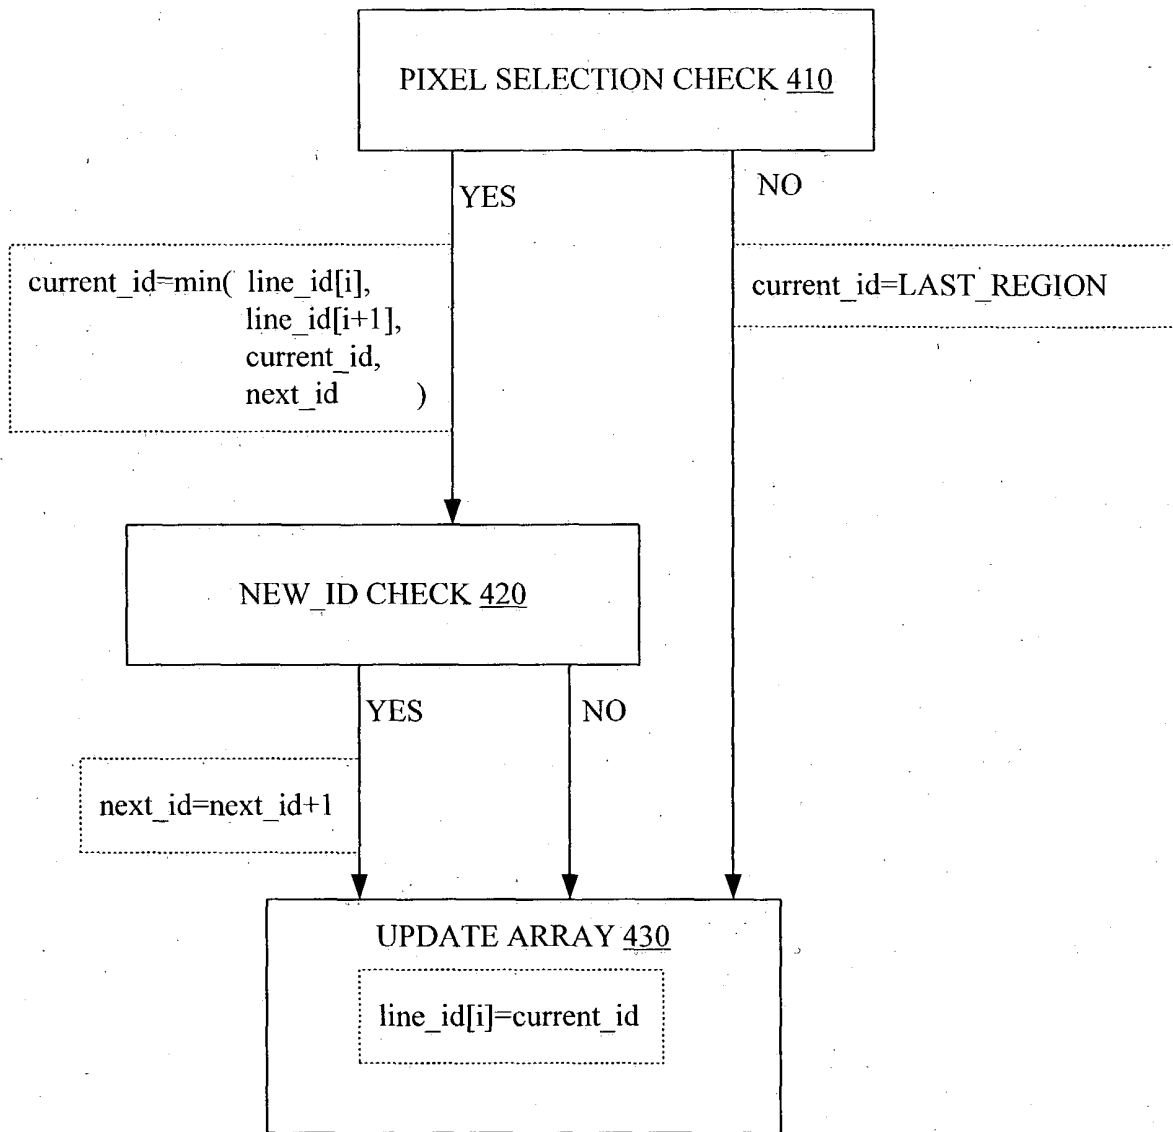 PIXEL SELECTION CHECK 410
YES
NO
current_id=min( line_id[i],
line_id[i+1],
current_id,
next_id )
current_id=LAST_REGION
NEW_ID CHECK 420
YES
NO
next_id=next_id+1
UPDATE ARRAY 430
line_id[i]=current_id